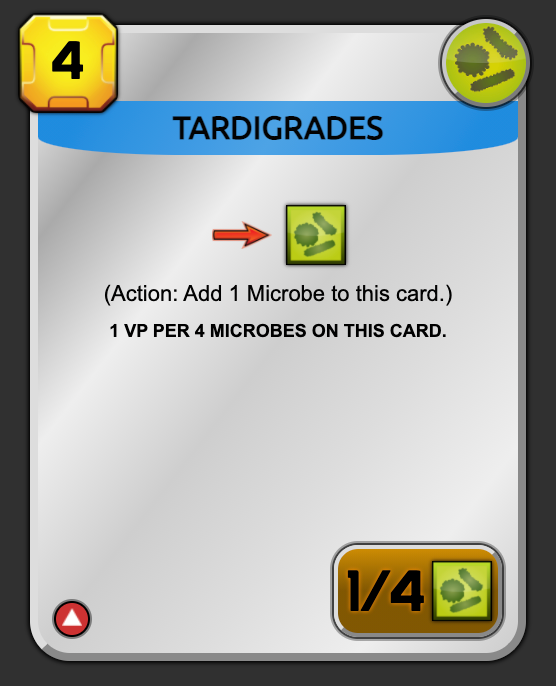 4
TARDIGRADES
(Action: Add 1 Microbe to this card.)
1 VP PER 4 MICROBES ON THIS CARD.
1/4